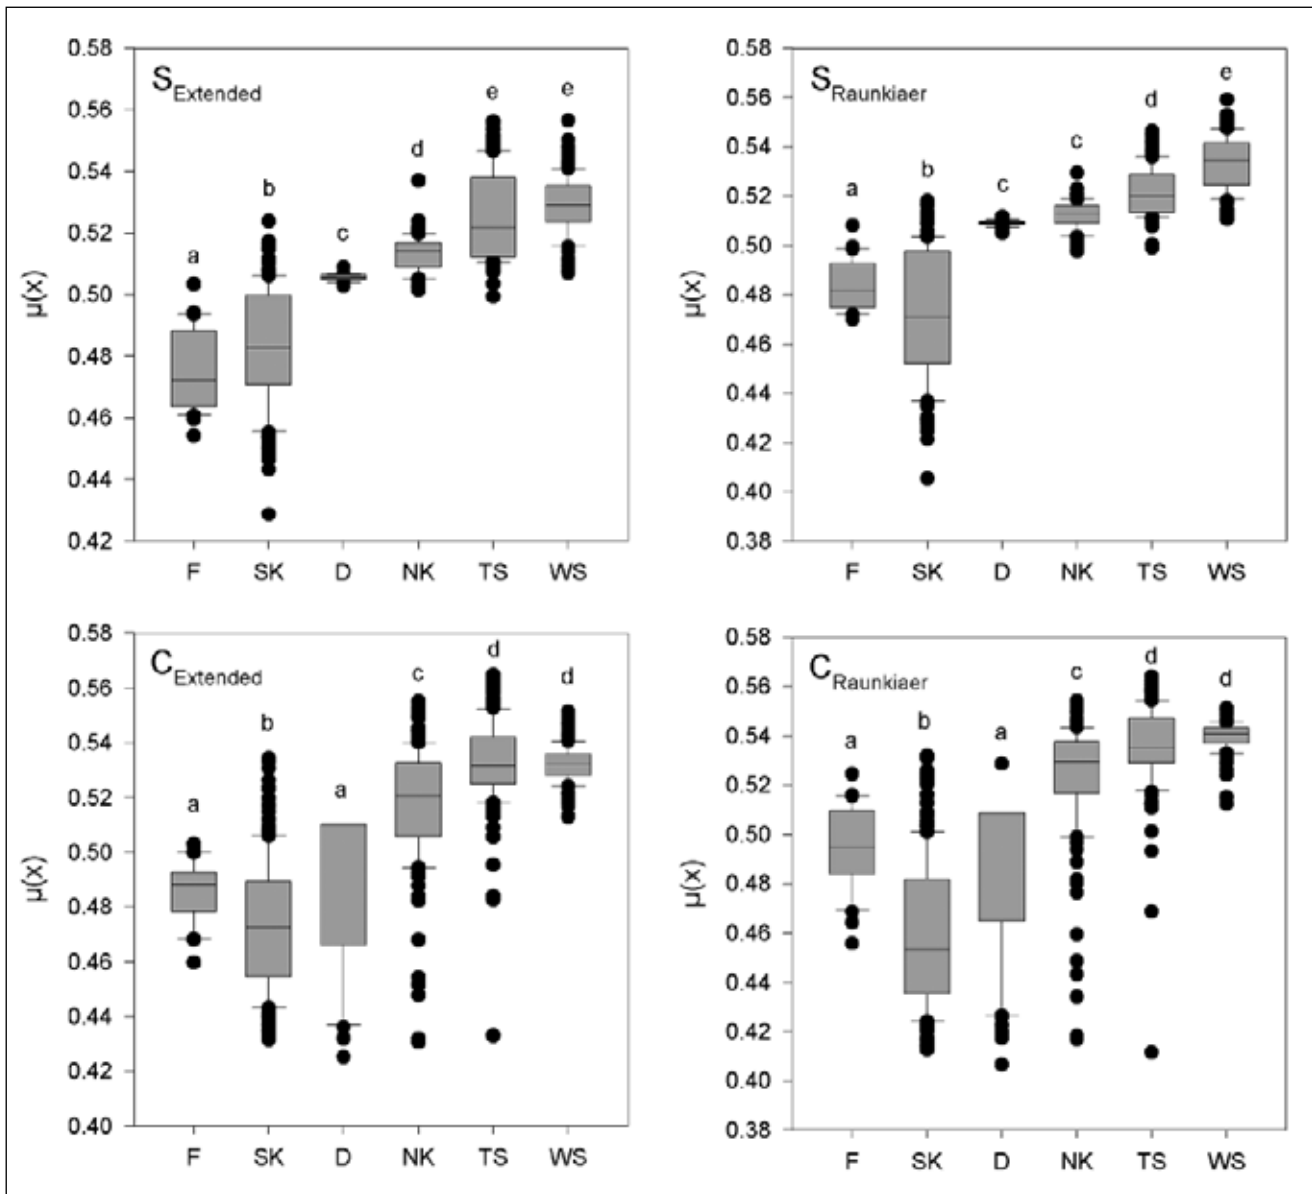 S Extended
μ(x)
0.58
0.56
0.54
0.52
0.50
0.48
0.46
0.44
0.42
a
b
c
d
e
e
F SK D NK TS WS
S Raunkiaer
μ(x)
0.58
0.56
0.54
0.52
0.50
0.48
0.46
0.44
0.42
0.40
0.38
a
b
c
c
d
e
F SK D NK TS WS
C Extended
μ(x)
0.58
0.56
0.54
0.52
0.50
0.48
0.46
0.44
0.42
0.40
a
b
a
c
d
d
F SK D NK TS WS
C Raunkiaer
μ(x)
0.58
0.56
0.54
0.52
0.50
0.48
0.46
0.44
0.42
0.40
0.38
a
b
a
c
d
d
F SK D NK TS WS